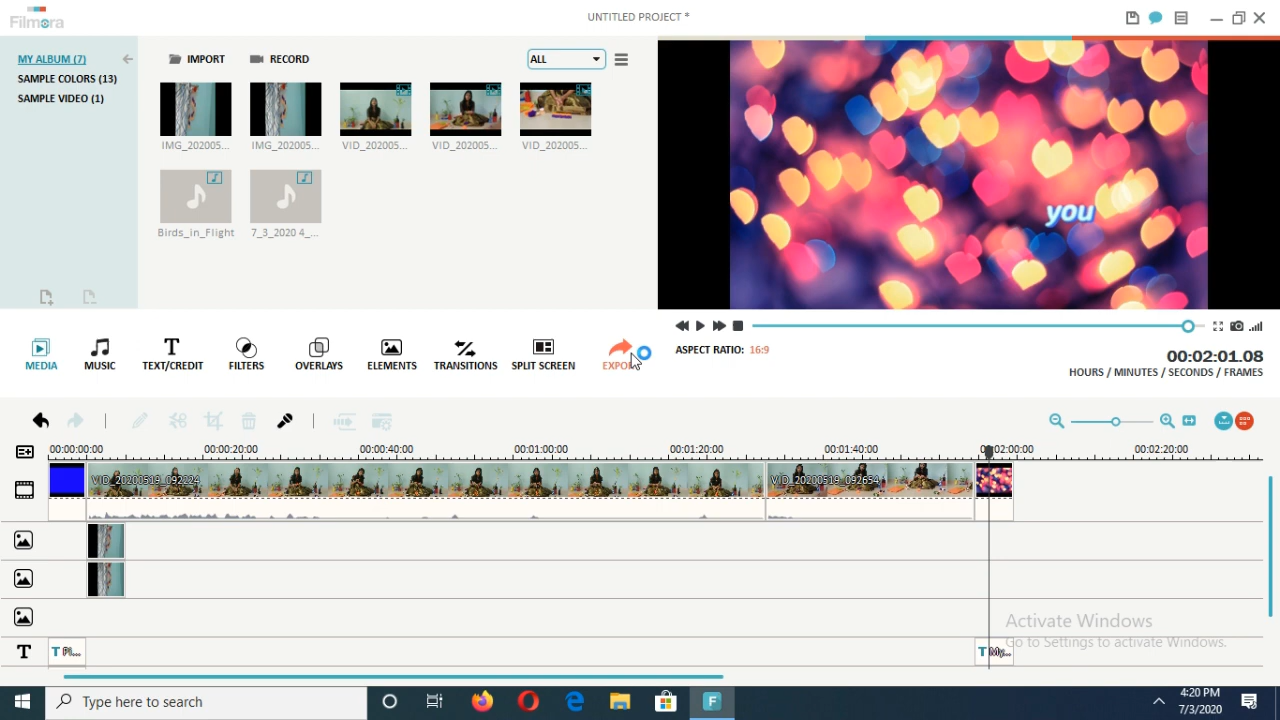 Filmora
UNTITLED PROJECT *
MY ALBUM (7)
SAMPLE COLORS (13)
SAMPLE VIDEO (1)
IMPORT
RECORD
ALL
IMG_202005...
IMG_202005...
VID_202005...
VID_202005...
VID_202005...
Birds_in_Flight
7_3_2020 4_...
you
MEDIA
MUSIC
TEXT/CREDIT
FILTERS
OVERLAYS
ELEMENTS
TRANSITIONS
SPLIT SCREEN
ASPECT RATIO: 16:9
00:02:01.08
HOURS / MINUTES / SECONDS / FRAMES
00:00:00:00
00:00:20:00
00:00:40:00
00:01:00:00
00:01:20:00
00:01:40:00
00:02:00:00
00:02:20:00
VID_20200519_092224
VID_20200519_092654
T
T Pl...
T My...
Activate Windows
Go to Settings to activate Windows.
Type here to search
F
4:20 PM
7/3/2020